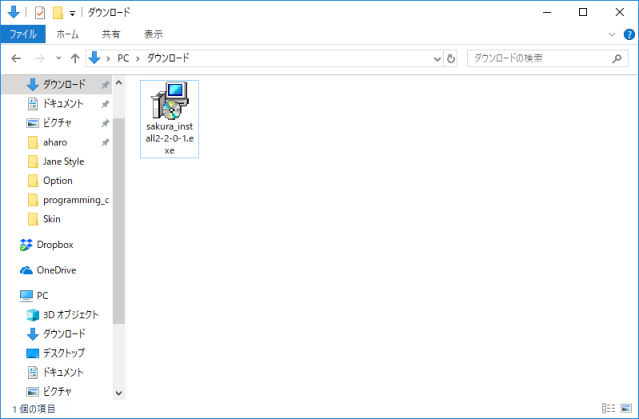 ダウンロード
ファイル ホーム 共有 表示
PC › ダウンロード ダウンロードの検索
ダウンロード
ドキュメント
ピクチャ
aharo
Jane Style
Option
programming_c
Skin
Dropbox
OneDrive
PC
3D オブジェクト
ダウンロード
デスクトップ
ドキュメント
ピクチャ
sakura_inst
all2-2-0-1.e
xe
1 個の項目